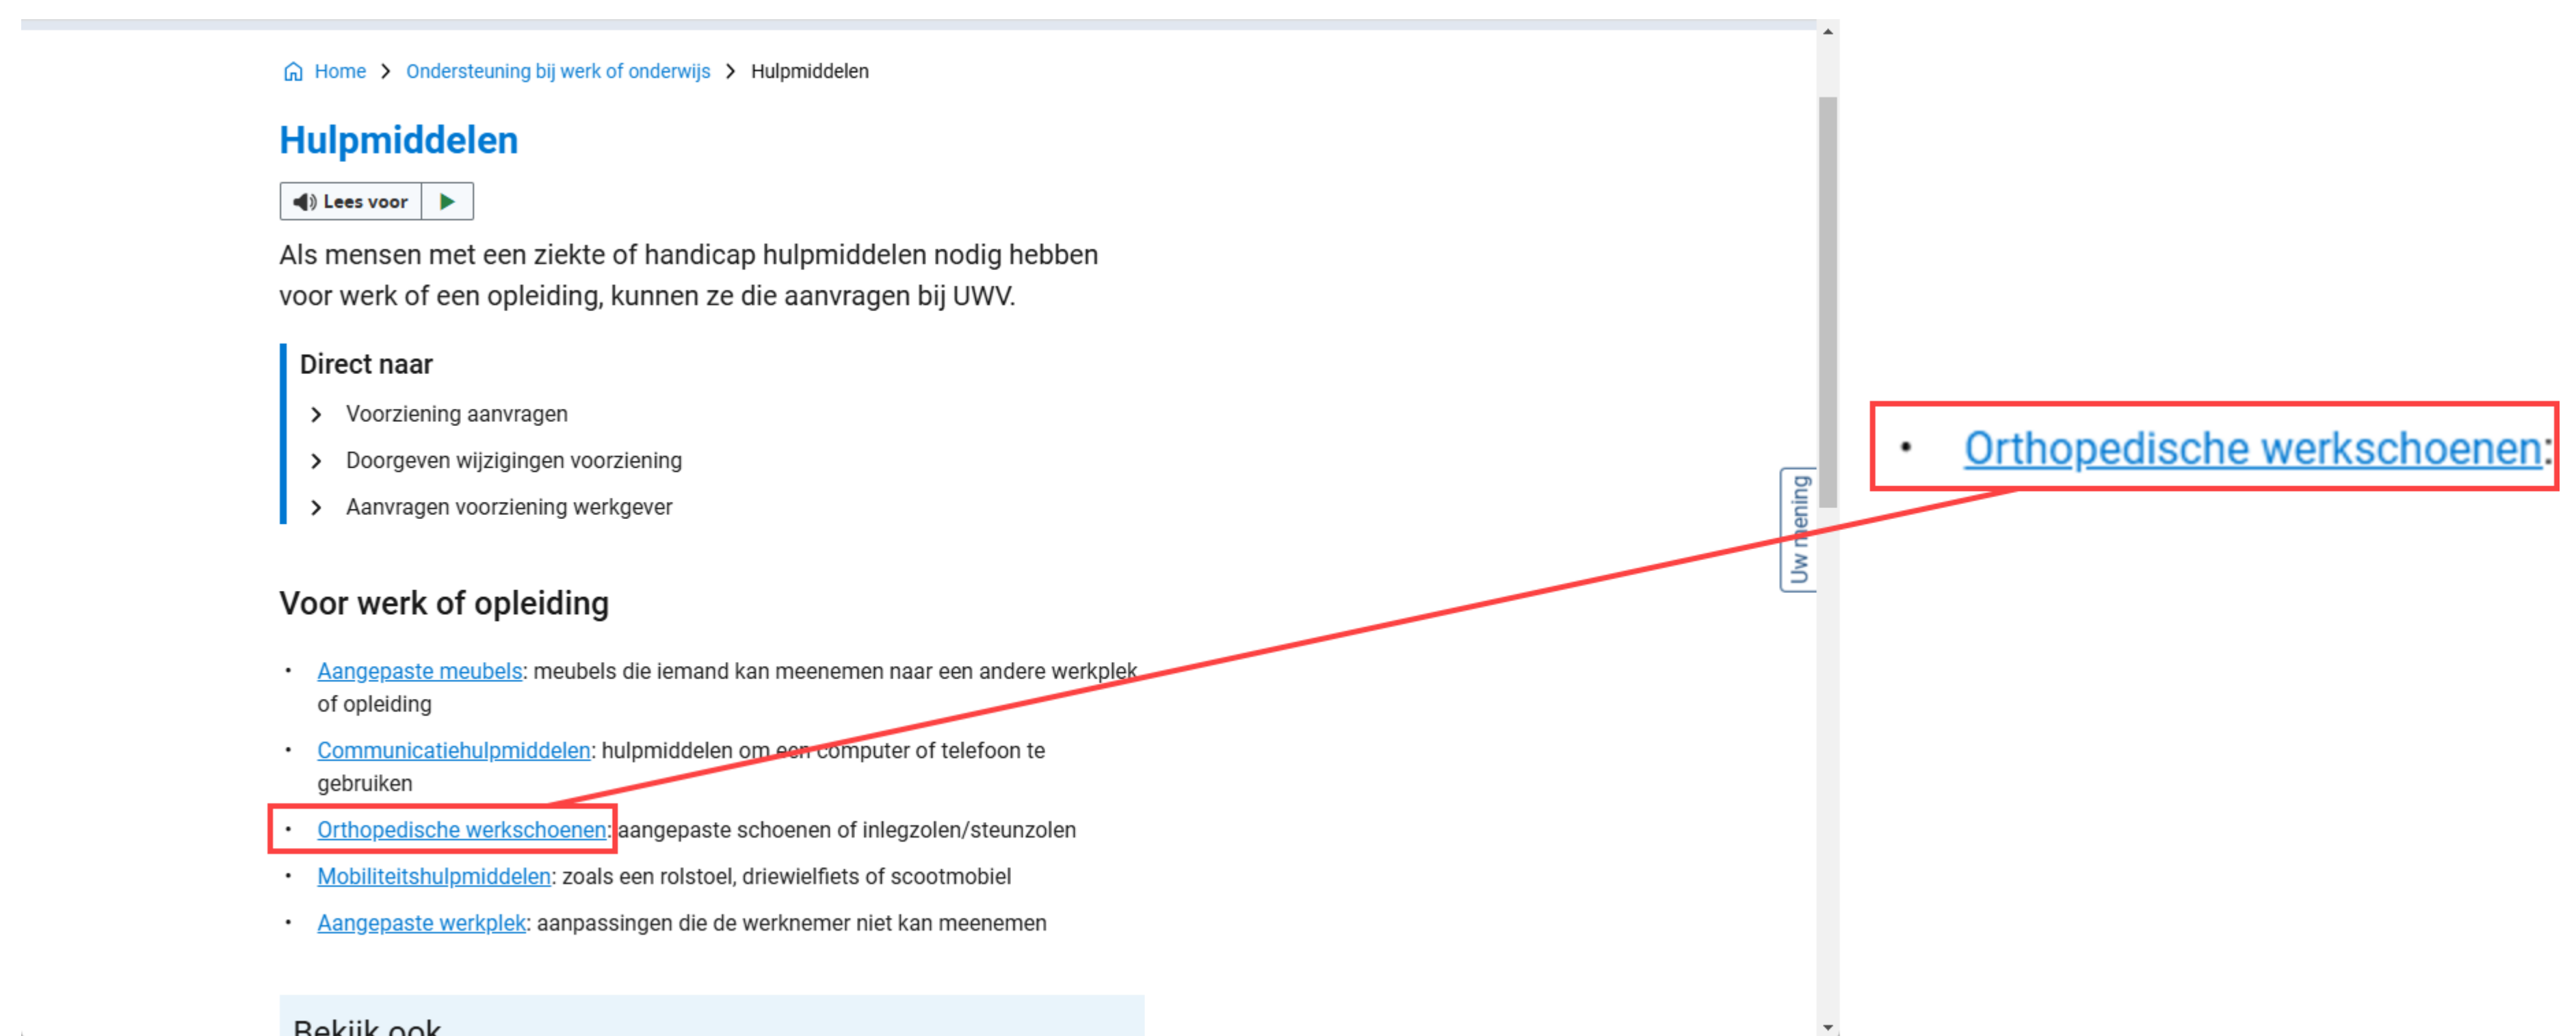 Home > Ondersteuning bij werk of onderwijs > Hulpmiddelen
Hulpmiddelen
Lees voor
Als mensen met een ziekte of handicap hulpmiddelen nodig hebben
voor werk of een opleiding, kunnen ze die aanvragen bij UWV.
Direct naar
> Voorziening aanvragen
> Doorgeven wijzigingen voorziening
> Aanvragen voorziening werkgever
• Orthopedische werkschoenen:
Uw mening
Voor werk of opleiding
• Aangepaste meubels: meubels die iemand kan meenemen naar een andere werkplek
of opleiding
• Communicatiehulpmiddelen: hulpmiddelen om een computer of telefoon te
gebruiken
• Orthopedische werkschoenen: aangepaste schoenen of inlegzolen/steunzolen
• Mobiliteitshulpmiddelen: zoals een rolstoel, driewielfiets of scootmobiel
• Aangepaste werkplek: aanpassingen die de werknemer niet kan meenemen
Bekijk ook